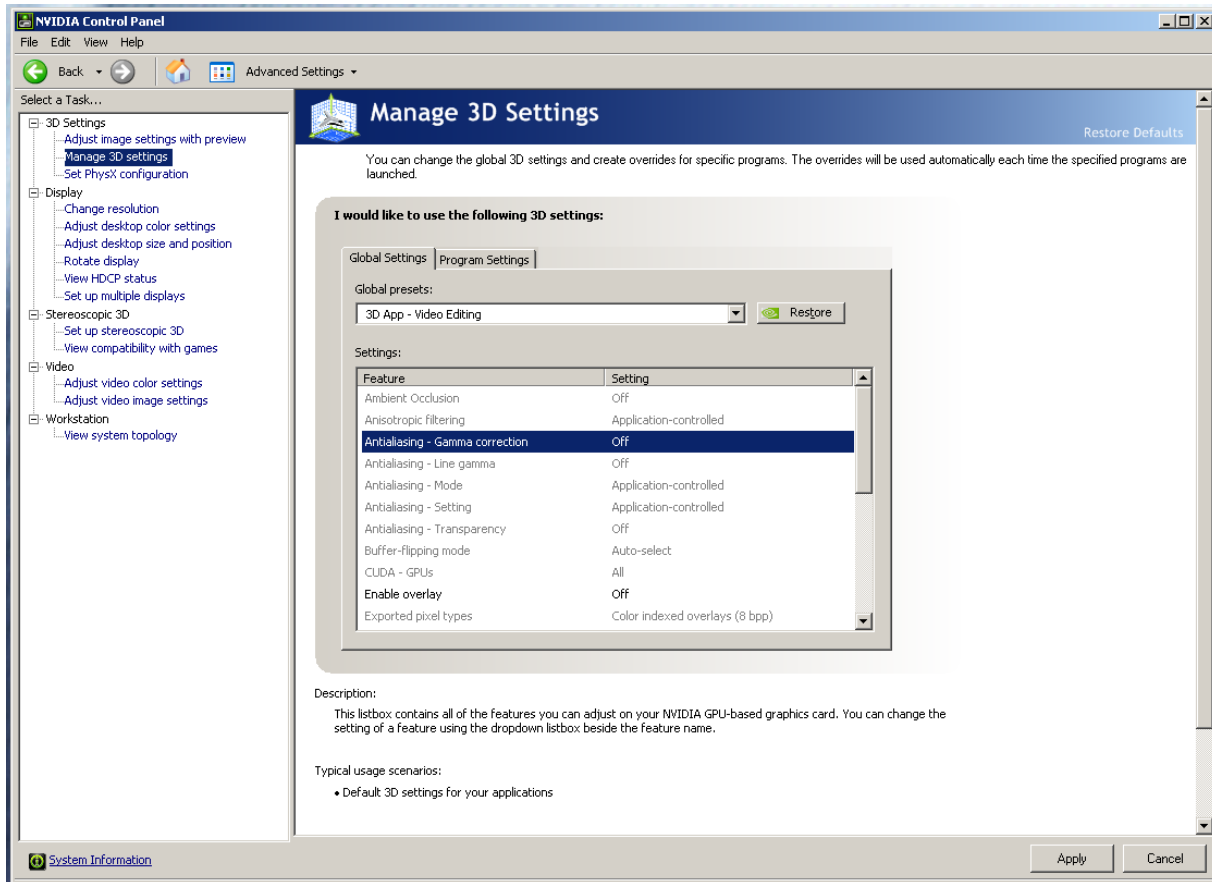 NVIDIA Control Panel
File Edit View Help
Back
Advanced Settings
Select a Task...
3D Settings
Adjust image settings with preview
Manage 3D settings
Set PhysX configuration
Display
Change resolution
Adjust desktop color settings
Adjust desktop size and position
Rotate display
View HDCP status
Set up multiple displays
Stereoscopic 3D
Set up stereoscopic 3D
View compatibility with games
Video
Adjust video color settings
Adjust video image settings
Workstation
View system topology
System Information
Manage 3D Settings
Restore Defaults
You can change the global 3D settings and create overrides for specific programs. The overrides will be used automatically each time the specified programs are
launched.
I would like to use the following 3D settings:
Global Settings Program Settings
Global presets:
3D App - Video Editing Restore
Settings:
Feature Setting
Ambient Occlusion Off
Anisotropic filtering Application-controlled
Antialiasing - Gamma correction Off
Antialiasing - Line gamma Off
Antialiasing - Mode Application-controlled
Antialiasing - Setting Application-controlled
Antialiasing - Transparency Off
Buffer-flipping mode Auto-select
CUDA - GPUs All
Enable overlay Off
Exported pixel types Color indexed overlays (8 bpp)
Description:
This listbox contains all of the features you can adjust on your NVIDIA GPU-based graphics card. You can change the
setting of a feature using the dropdown listbox beside the feature name.
Typical usage scenarios:
• Default 3D settings for your applications
Apply Cancel